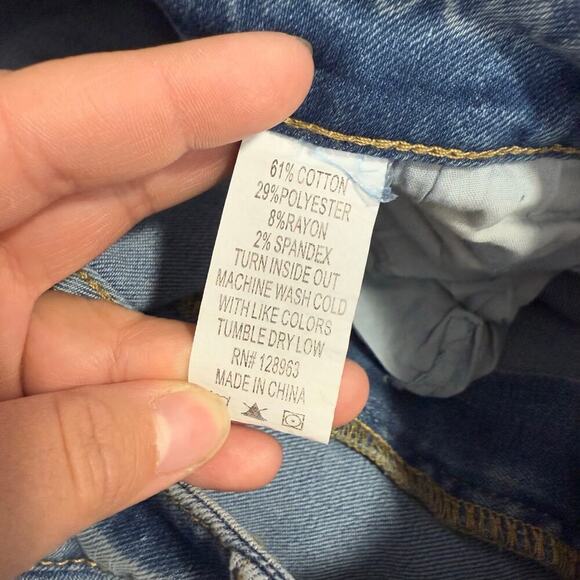 61% COTTON
29%POLYESTER
8%RAYON
2% SPANDEX
TURN INSIDE OUT
MACHINE WASH COLD
WITH LIKE COLORS
TUMBLE DRY LOW
RN# 128963
MADE IN CHINA